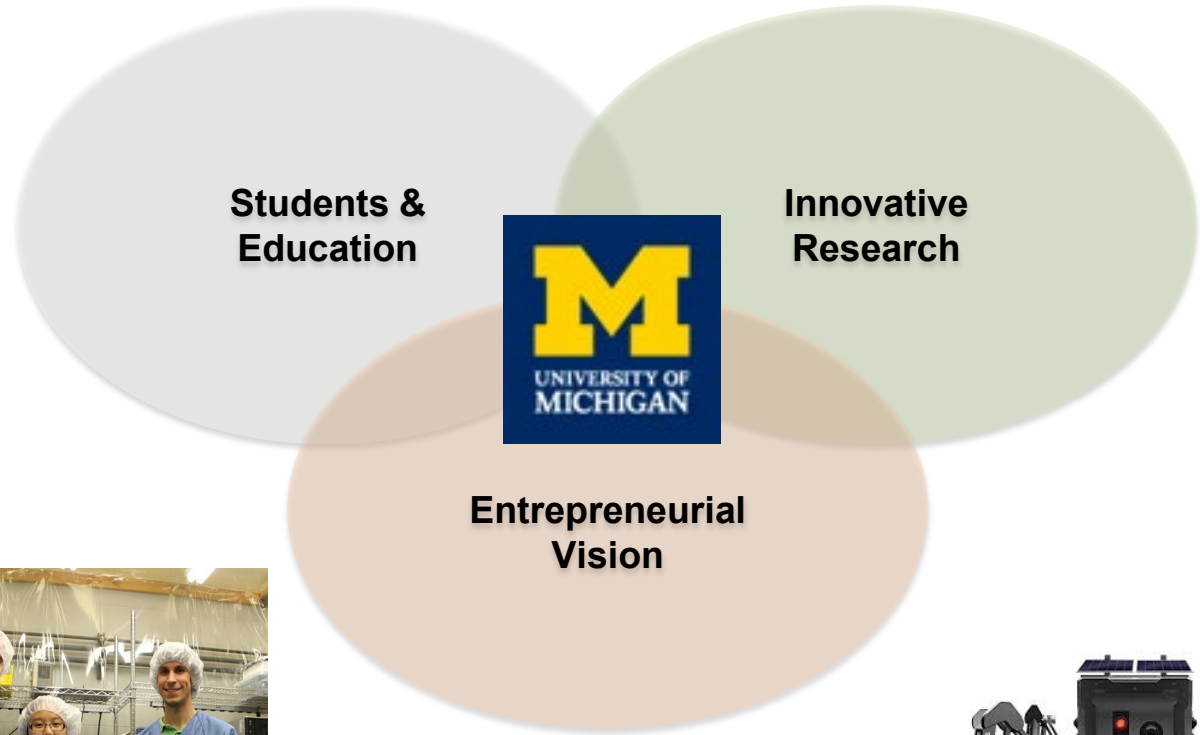 Students &
Education
Innovative
Research
UNIVERSITY OF
MICHIGAN
Entrepreneurial
Vision